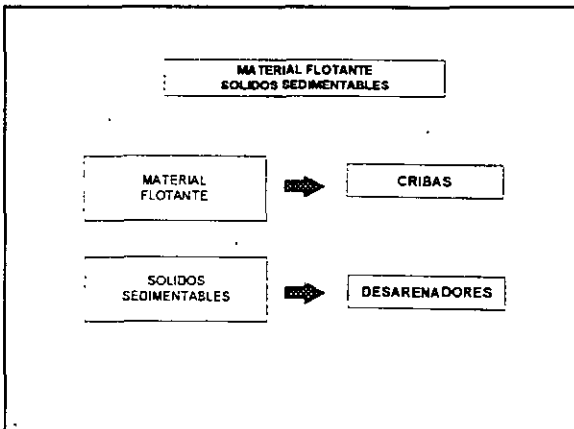 MATERIAL FLOTANTE
SOLIDOS SEDIMENTABLES
MATERIAL
FLOTANTE
CRIBAS
SOLIDOS
SEDIMENTABLES
DESARENADORES